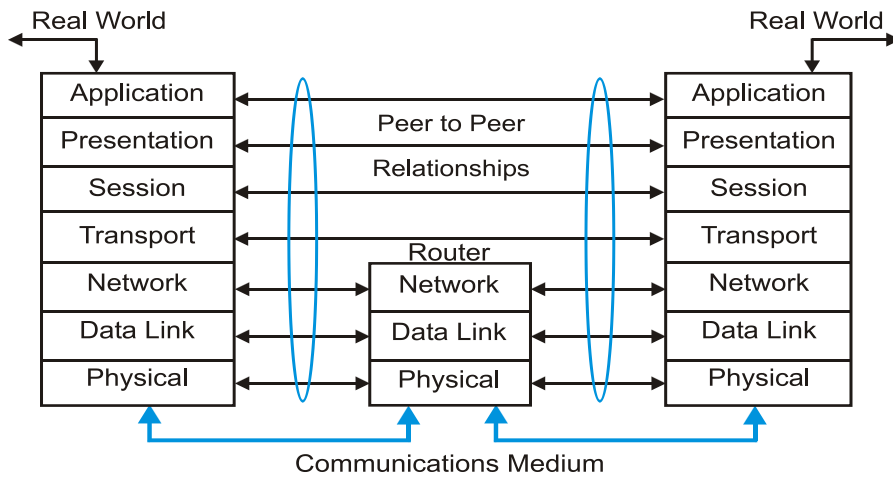 Real World
Real World
Application
Application
Peer to Peer
Presentation
Presentation
Relationships
Session
Session
Transport
Transport
Router
Network
Network
Network
Data Link
Data Link
Data Link
Physical
Physical
Physical
Communications Medium